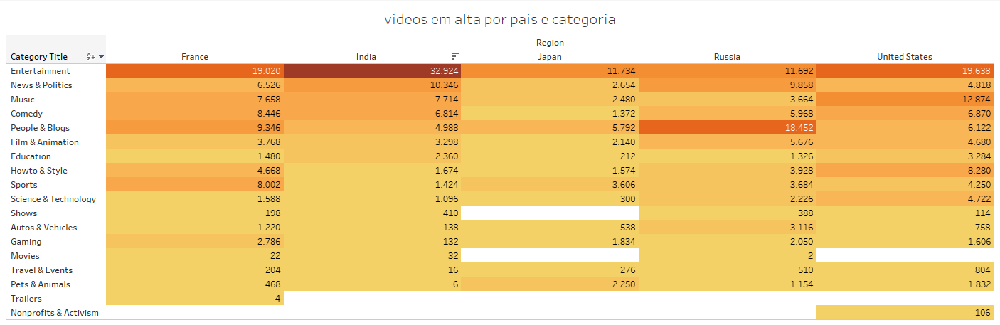 videos em alta por pais e categoria
Region
Category Title France India Japan Russia United States
Entertainment 19.020 32.924 11.734 11.692 19.638
News & Politics 6.526 10.346 2.654 9.858 4.818
Music 7.658 7.714 2.480 3.664 12.874
Comedy 8.446 6.814 1.372 5.968 6.870
People & Blogs 9.346 4.988 5.792 18.452 6.122
Film & Animation 3.768 3.298 2.140 5.676 4.680
Education 1.480 2.360 212 1.326 3.284
Howto & Style 4.668 1.674 1.574 3.928 8.280
Sports 8.002 1.424 3.606 3.684 4.250
Science & Technology 1.588 1.096 300 2.226 4.722
Shows 198 410 388 114
Autos & Vehicles 1.220 138 538 3.116 758
Gaming 2.786 132 1.834 2.050 1.606
Movies 22 32 2
Travel & Events 204 16 276 510 804
Pets & Animals 468 6 2.250 1.154 1.832
Trailers 4
Nonprofits & Activism 106